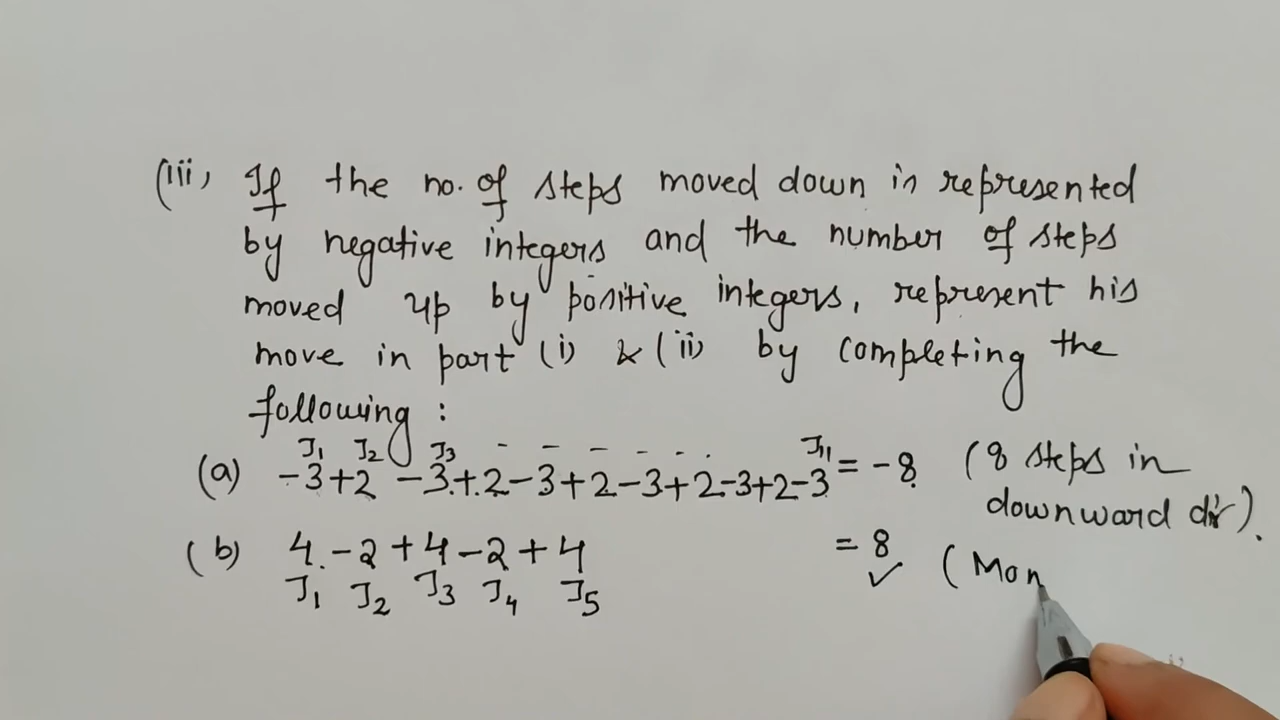 (iii) If the no. of steps moved down is represented
by negative integers and the number of steps
moved up by positive integers, represent his
move in part (i) & (ii) by completing the
following :
J1 J2 J3 - - - - - . J11
(a) -3+2 -3+2-3+2-3+2-3+2-3 = -8 (8 steps in
downward dir).
(b) 4 -2 +4 -2 +4 = 8 (Mon
J1 J2 J3 J4 J5 ✓